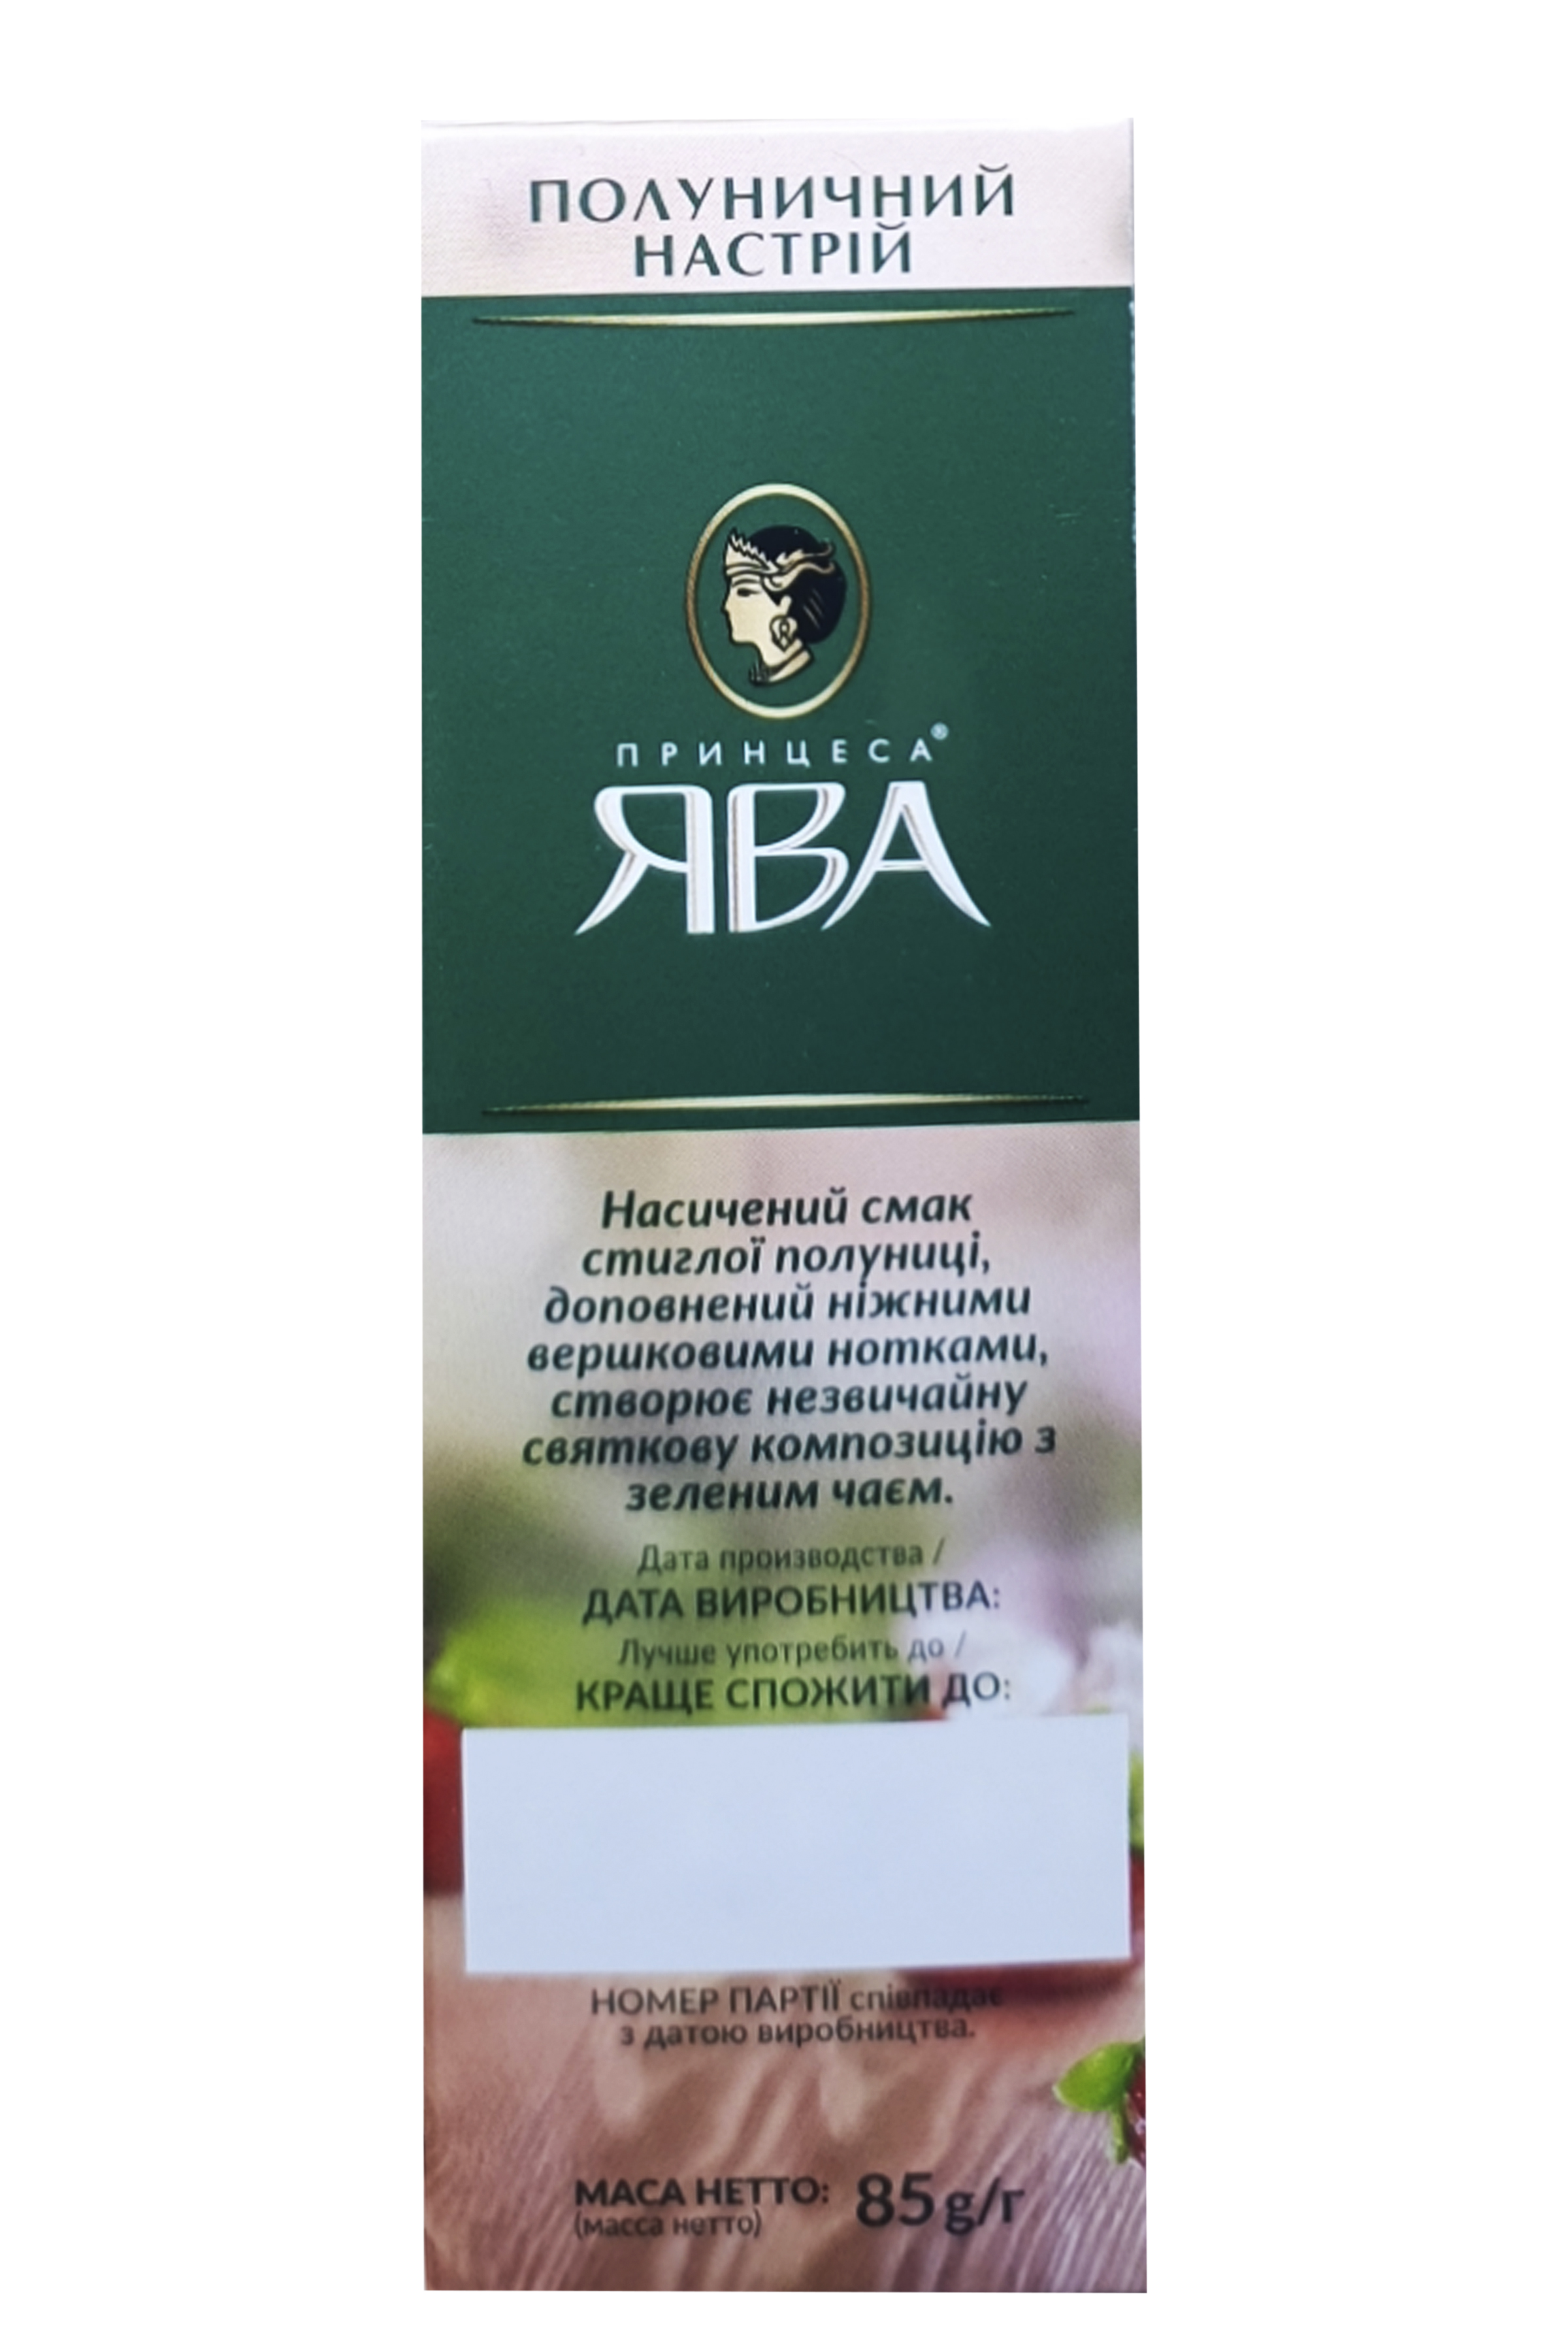 ПОЛУНИЧНИЙ
НАСТРІЙ
ПРИНЦЕСА®
ЯВА
Насичений смак
стиглої полуниці,
доповнений ніжними
вершковими нотками,
створює незвичайну
святкову композицію з
зеленим чаєм.
Дата производства /
ДАТА ВИРОБНИЦТВА:
Лучше употребить до /
КРАЩЕ СПОЖИТИ ДО:
НОМЕР ПАРТІЇ співпадає
з датою виробництва.
МАСА НЕТТО: 85 g/г
(масса нетто)